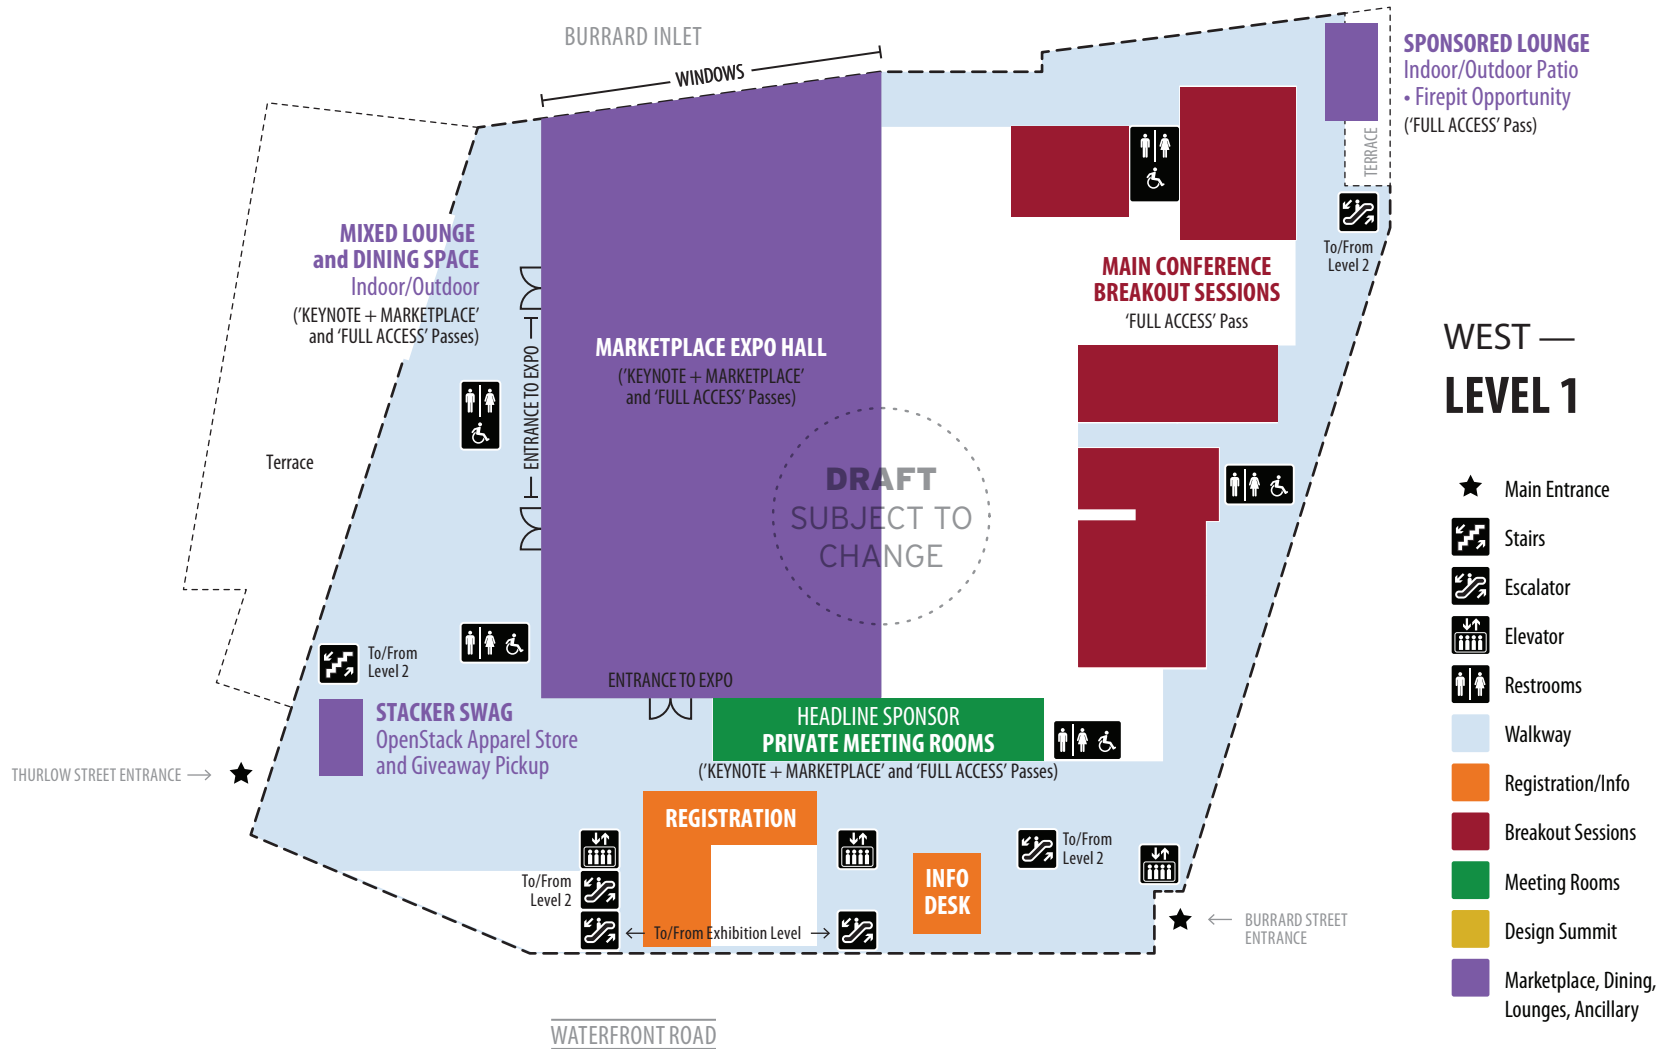 BURRARD INLET
WINDOWS
SPONSORED LOUNGE
Indoor/Outdoor Patio
• Firepit Opportunity
('FULL ACCESS' Pass)
TERRACE
To/From
Level 2
MIXED LOUNGE
and DINING SPACE
Indoor/Outdoor
('KEYNOTE + MARKETPLACE'
and 'FULL ACCESS' Passes)
ENTRANCE TO EXPO
MARKETPLACE EXPO HALL
('KEYNOTE + MARKETPLACE'
and 'FULL ACCESS' Passes)
MAIN CONFERENCE
BREAKOUT SESSIONS
'FULL ACCESS' Pass
DRAFT
SUBJECT TO
CHANGE
Terrace
To/From
Level 2
ENTRANCE TO EXPO
STACKER SWAG
OpenStack Apparel Store
and Giveaway Pickup
HEADLINE SPONSOR
PRIVATE MEETING ROOMS
('KEYNOTE + MARKETPLACE' and 'FULL ACCESS' Passes)
THURLOW STREET ENTRANCE →
REGISTRATION
To/From
Level 2
To/From
Level 2
INFO
DESK
← To/From Exhibition Level →
← BURRARD STREET
ENTRANCE
WATERFRONT ROAD
WEST —
LEVEL 1
Main Entrance
Stairs
Escalator
Elevator
Restrooms
Walkway
Registration/Info
Breakout Sessions
Meeting Rooms
Design Summit
Marketplace, Dining,
Lounges, Ancillary